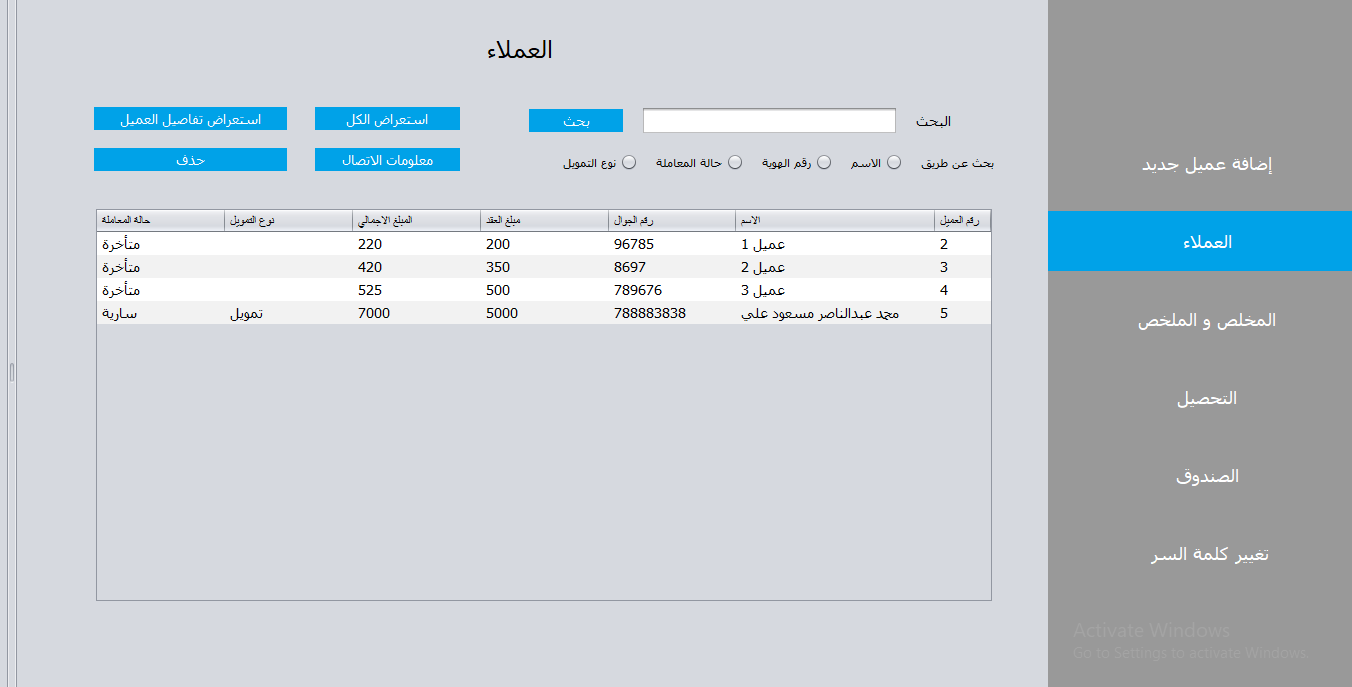 العملاء
البحث بحث استعراض الكل استعراض تفاصيل العميل
بحث عن طريق الاسم رقم الهوية حالة المعاملة نوع التمويل معلومات الاتصال حذف
رقم العميل الاسم رقم الجوال مبلغ العقد المبلغ الاجمالي نوع التمويل حالة المعاملة
2 عميل 1 96785 200 220 متأخرة
3 عميل 2 8697 350 420 متأخرة
4 عميل 3 789676 500 525 متأخرة
5 محمد عبدالناصر مسعود علي 788883838 5000 7000 تمويل سارية
إضافة عميل جديد
العملاء
المخلص و الملخص
التحصيل
الصندوق
تغيير كلمة السر
Activate Windows
Go to Settings to activate Windows.